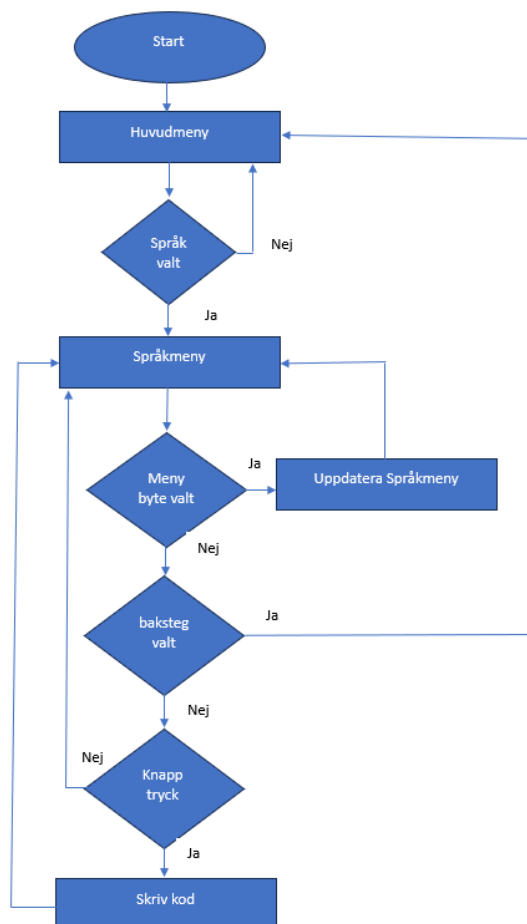 Start
Huvudmeny
Språk
valt
Nej
Ja
Språkmeny
Meny
byte valt
Ja
Uppdatera Språkmeny
Nej
baksteg
valt
Ja
Nej
Nej
Knapp
tryck
Ja
Skriv kod